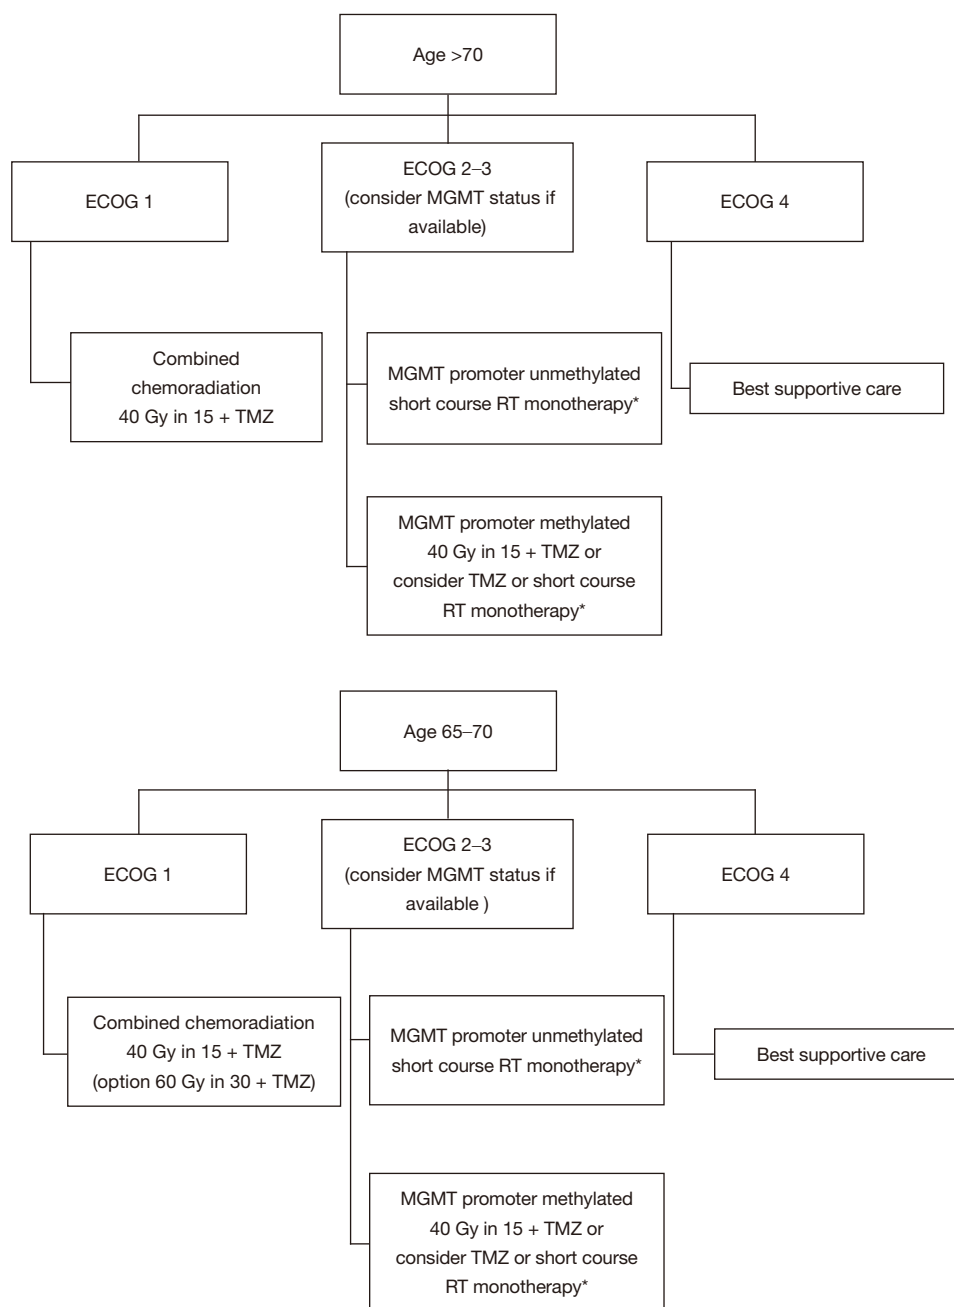 Age >70
ECOG 1
ECOG 2–3
(consider MGMT status if
available)
ECOG 4
Combined
chemoradiation
40 Gy in 15 + TMZ
MGMT promoter unmethylated
short course RT monotherapy*
Best supportive care
MGMT promoter methylated
40 Gy in 15 + TMZ or
consider TMZ or short course
RT monotherapy*
Age 65–70
ECOG 1
ECOG 2–3
(consider MGMT status if
available )
ECOG 4
Combined chemoradiation
40 Gy in 15 + TMZ
(option 60 Gy in 30 + TMZ)
MGMT promoter unmethylated
short course RT monotherapy*
Best supportive care
MGMT promoter methylated
40 Gy in 15 + TMZ or
consider TMZ or short course
RT monotherapy*